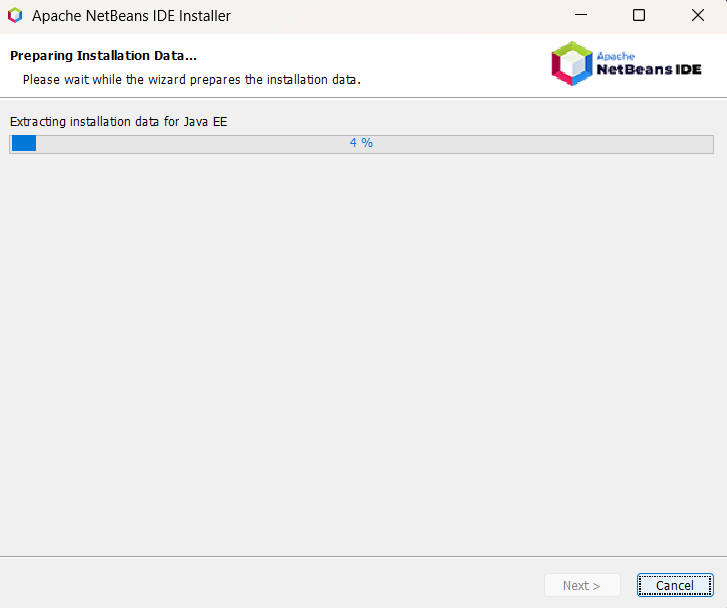 Apache NetBeans IDE Installer
Preparing Installation Data...
Please wait while the wizard prepares the installation data.
Apache
NetBeans IDE
Extracting installation data for Java EE
4 %
Next >
Cancel